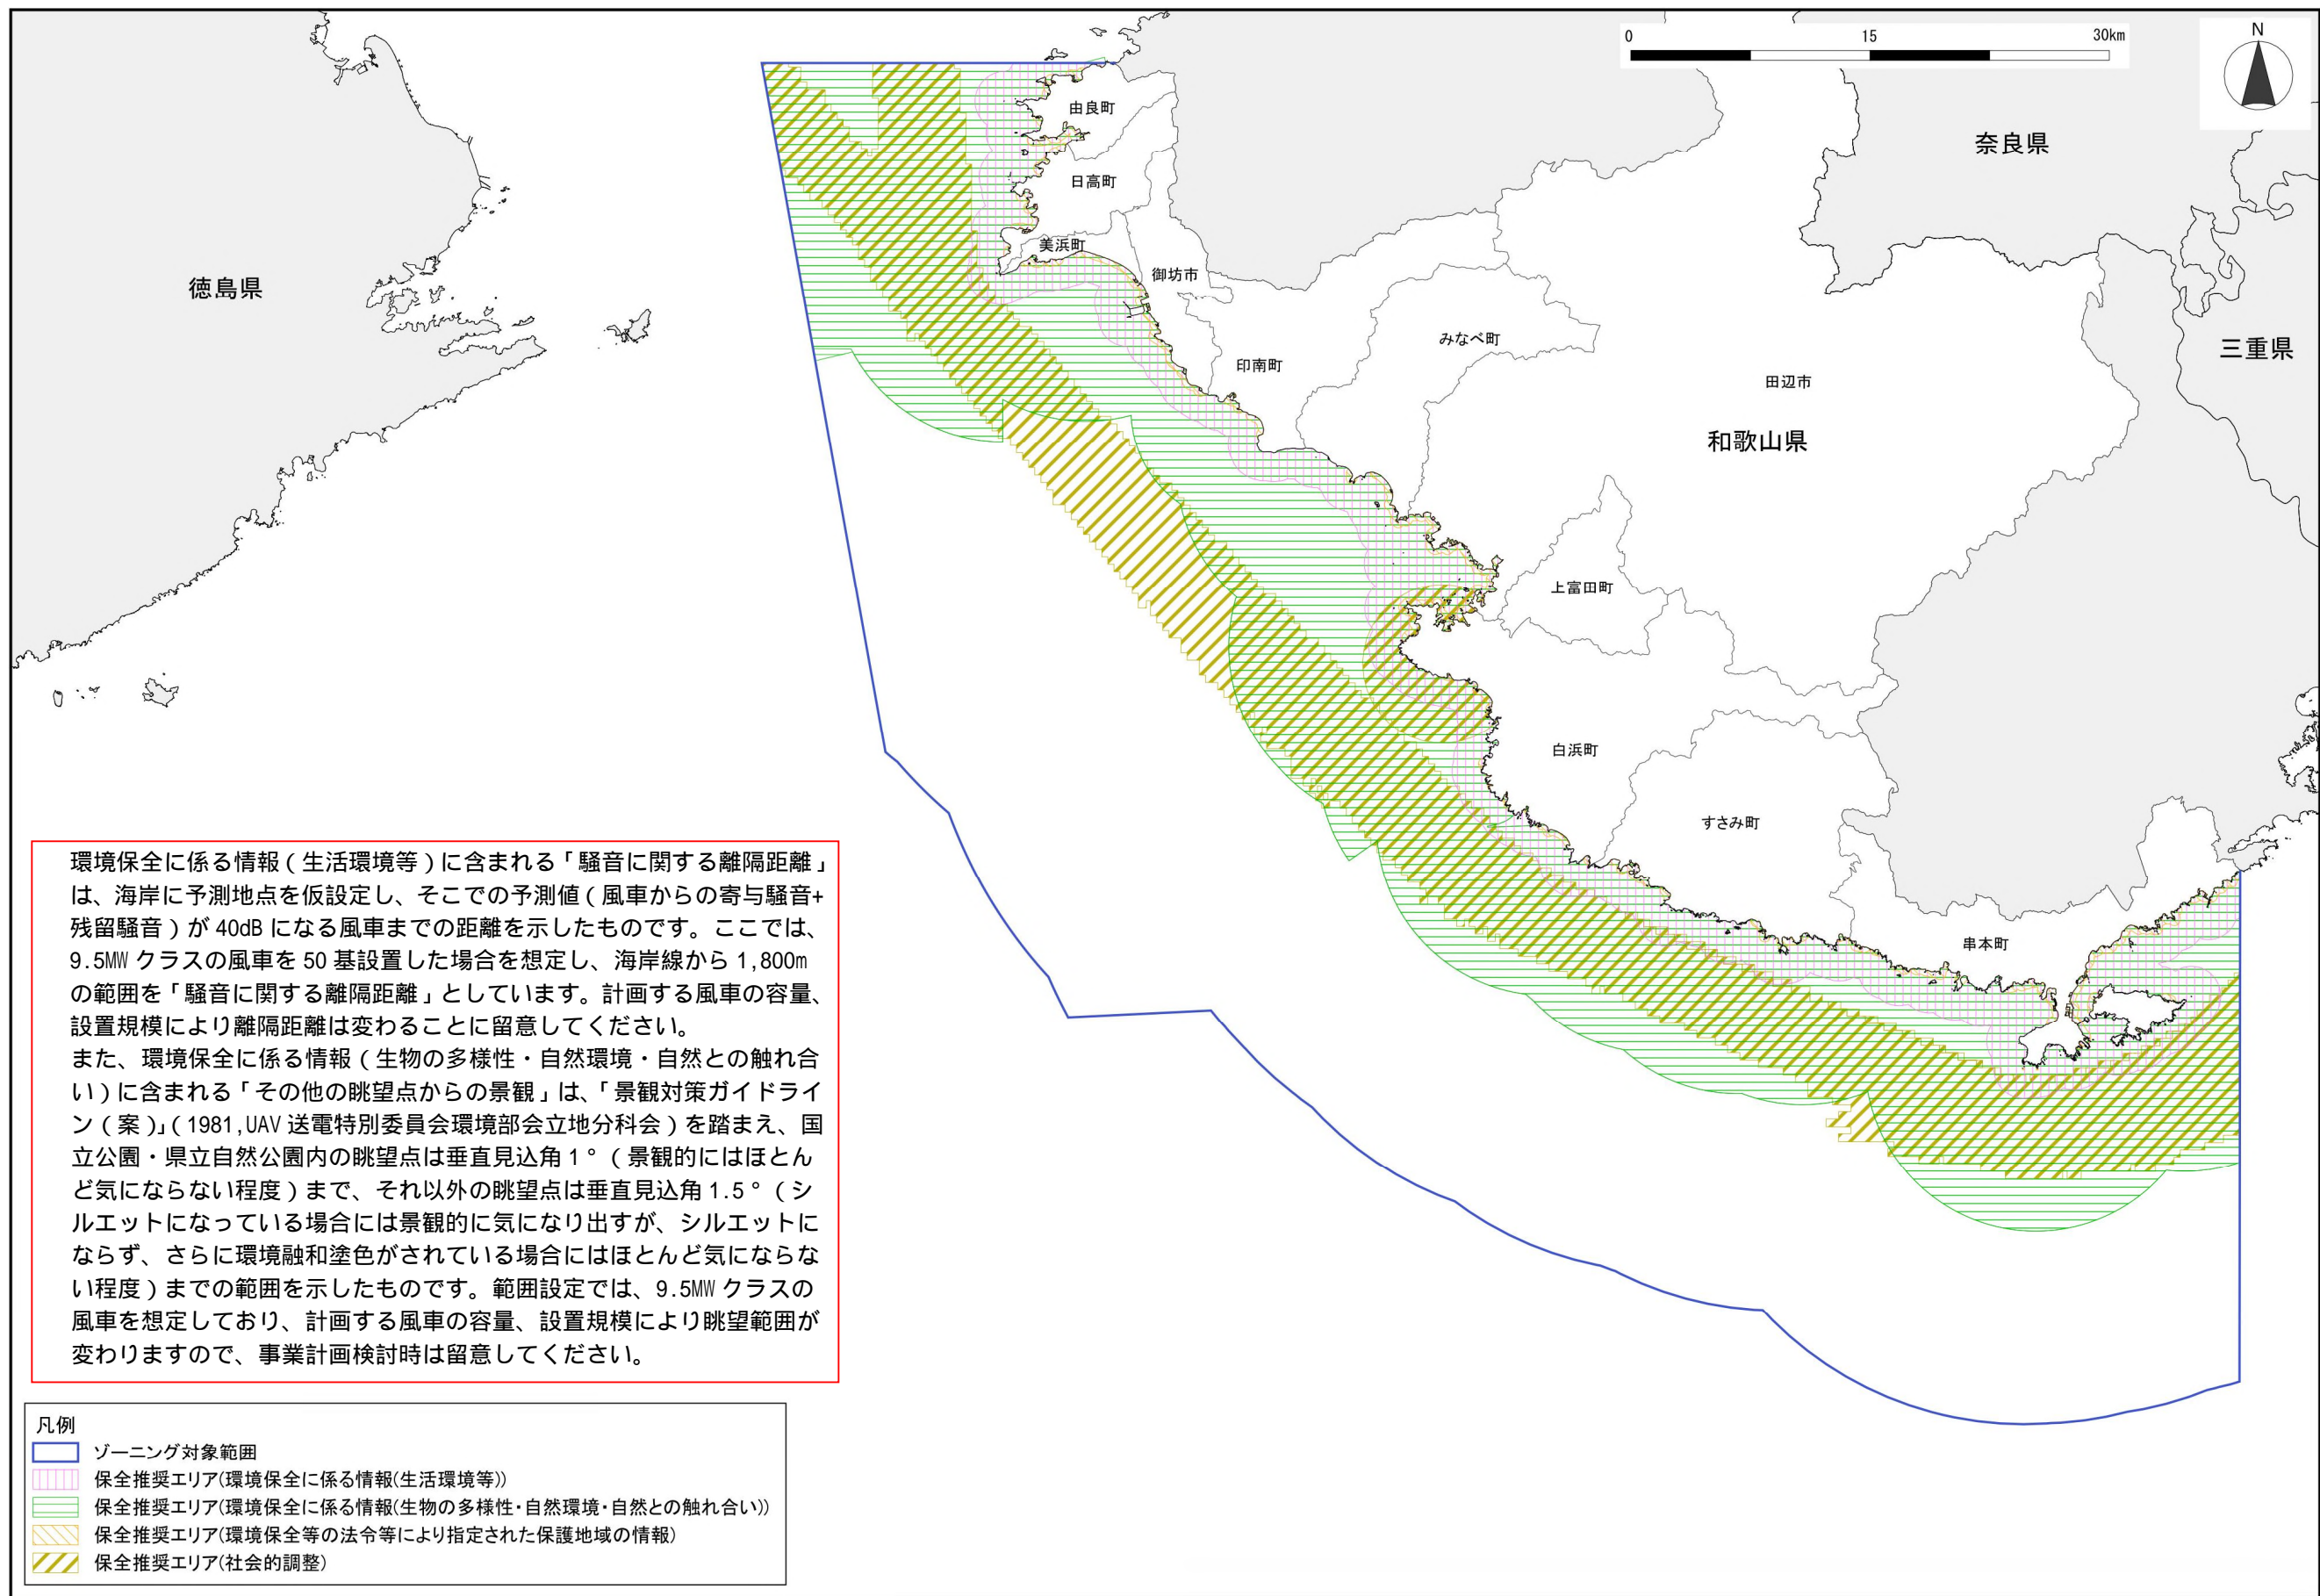 0 15 30km
N
由良町
奈良県
日高町
美浜町
御坊市
徳島県
みなべ町
三重県
印南町
田辺市
和歌山県
上富田町
白浜町
すさみ町
串本町
環境保全に係る情報（生活環境等）に含まれる「騒音に関する離隔距離」
は、海岸に予測地点を仮設定し、そこでの予測値（風車からの寄与騒音+
残留騒音）が 40dB になる風車までの距離を示したものです。ここでは、
9.5MW クラスの風車を 50 基設置した場合を想定し、海岸線から 1,800m
の範囲を「騒音に関する離隔距離」としています。計画する風車の容量、
設置規模により離隔距離は変わることに留意してください。
また、環境保全に係る情報（生物の多様性・自然環境・自然との触れ合
い）に含まれる「その他の眺望点からの景観」は、「景観対策ガイドライ
ン（案）」（1981,UAV 送電特別委員会環境部会立地分科会）を踏まえ、国
立公園・県立自然公園内の眺望点は垂直見込角 1°（景観的にはほとん
ど気にならない程度）まで、それ以外の眺望点は垂直見込角 1.5°（シ
ルエットになっている場合には景観的に気になり出すが、シルエットに
ならず、さらに環境融和塗色がされている場合にはほとんど気にならな
い程度）までの範囲を示したものです。範囲設定では、9.5MW クラスの
風車を想定しており、計画する風車の容量、設置規模により眺望範囲が
変わりますので、事業計画検討時は留意してください。
凡例
ゾーニング対象範囲
保全推奨エリア(環境保全に係る情報(生活環境等))
保全推奨エリア(環境保全に係る情報(生物の多様性・自然環境・自然との触れ合い))
保全推奨エリア(環境保全等の法令等により指定された保護地域の情報)
保全推奨エリア(社会的調整)